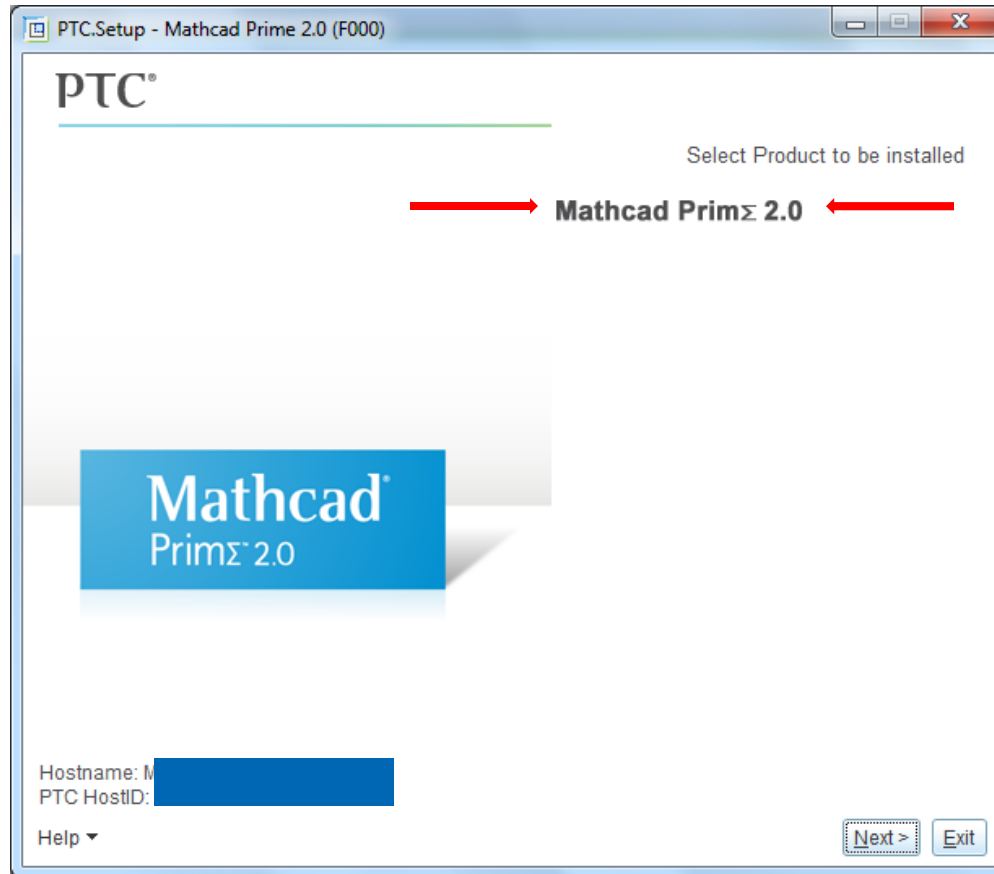 PTC.Setup - Mathcad Prime 2.0 (F000)
PTC®
Select Product to be installed
Mathcad PrimΣ 2.0
Mathcad®
PrimΣ™ 2.0
Hostname: M
PTC HostID:
Help
Next >
Exit